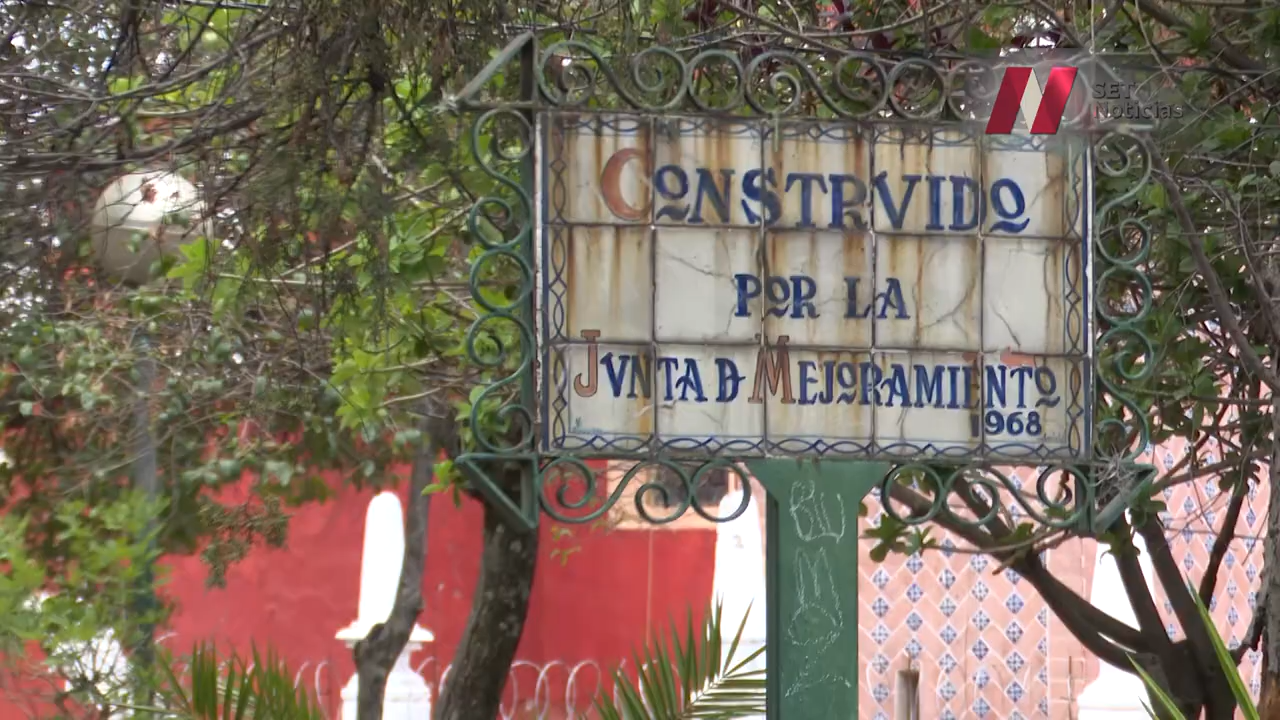 SET
Noticias
CONSTRVIDO
POR LA
JVNTA D MEJORAMIENTO
1968